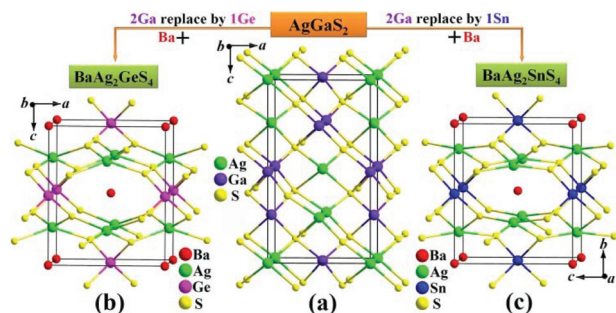 2Ga replace by 1Ge
Ba+
AgGaS₂
2Ga replace by 1Sn
+Ba
BaAg₂GeS₄
BaAg₂SnS₄
b a
c
b a
c
Ag
Ga
S
Ba
Ag
Ge
S
Ba
Ag
Sn
S
b
c a
(b)
(a)
(c)